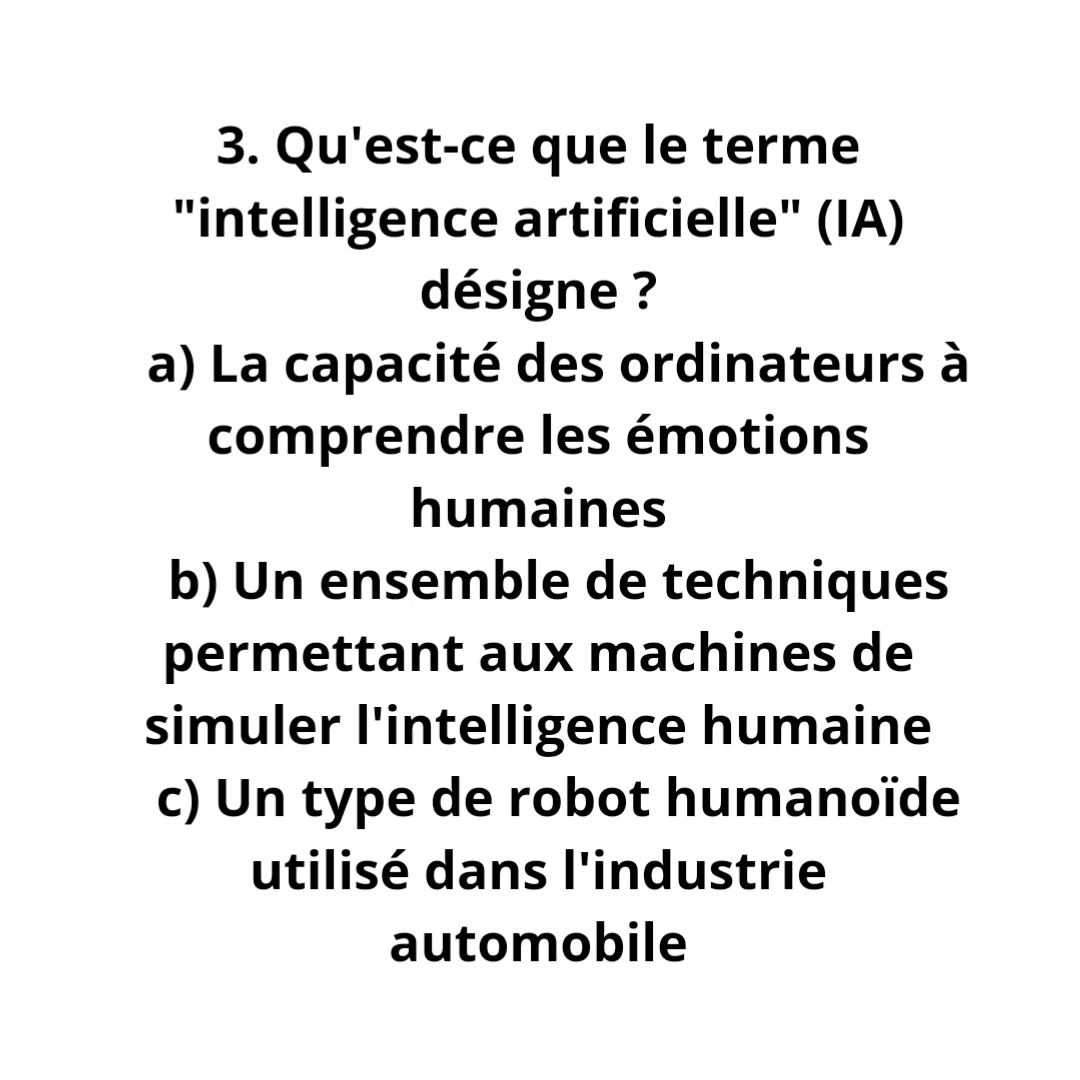 3. Qu'est-ce que le terme
"intelligence artificielle" (IA)
désigne ?
a) La capacité des ordinateurs à
comprendre les émotions
humaines
b) Un ensemble de techniques
permettant aux machines de
simuler l'intelligence humaine
c) Un type de robot humanoïde
utilisé dans l'industrie
automobile